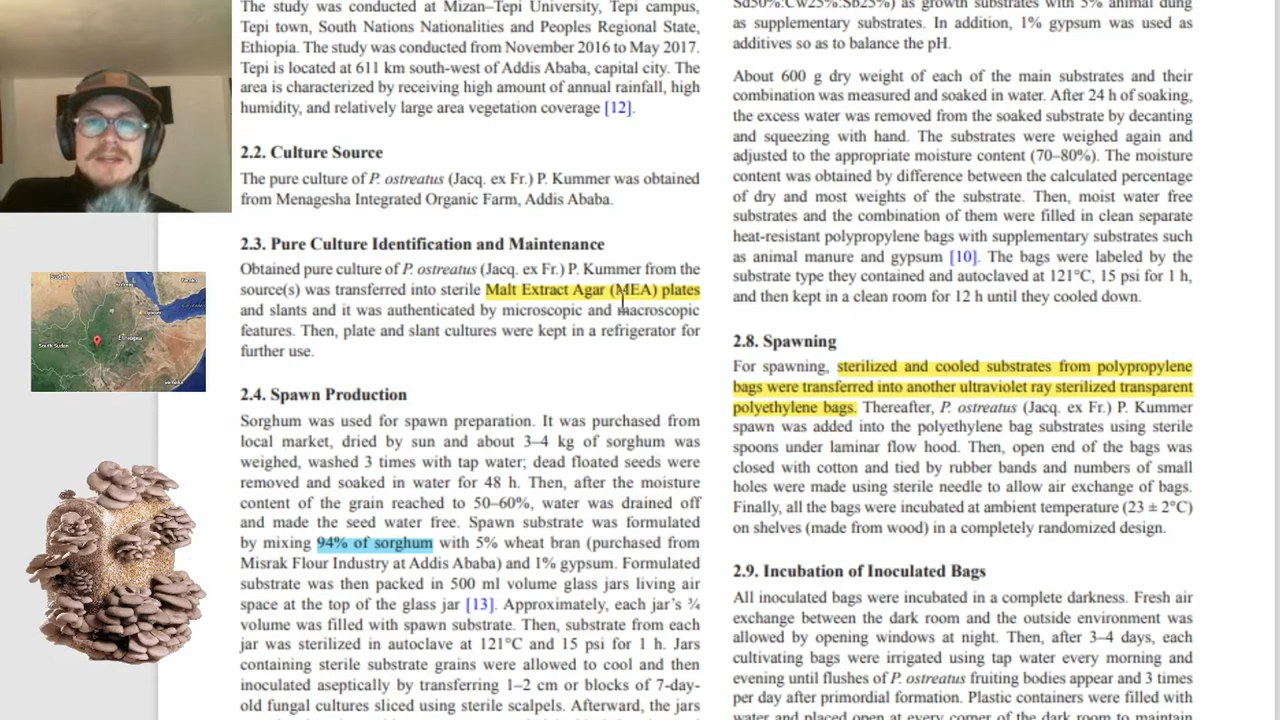 The study was conducted at Mizan–Tepi University, Tepi campus,
Tepi town, South Nations Nationalities and Peoples Regional State,
Ethiopia. The study was conducted from November 2016 to May 2017.
Tepi is located at 611 km south-west of Addis Ababa, capital city. The
area is characterized by receiving high amount of annual rainfall, high
humidity, and relatively large area vegetation coverage [12].
2.2. Culture Source
The pure culture of P. ostreatus (Jacq. ex Fr.) P. Kummer was obtained
from Menagesha Integrated Organic Farm, Addis Ababa.
2.3. Pure Culture Identification and Maintenance
Obtained pure culture of P. ostreatus (Jacq. ex Fr.) P. Kummer from the
source(s) was transferred into sterile Malt Extract Agar (MEA) plates
and slants and it was authenticated by microscopic and macroscopic
features. Then, plate and slant cultures were kept in a refrigerator for
further use.
2.4. Spawn Production
Sorghum was used for spawn preparation. It was purchased from
local market, dried by sun and about 3–4 kg of sorghum was
weighed, washed 3 times with tap water; dead floated seeds were
removed and soaked in water for 48 h. Then, after the moisture
content of the grain reached to 50–60%, water was drained off
and made the seed water free. Spawn substrate was formulated
by mixing 94% of sorghum with 5% wheat bran (purchased from
Misrak Flour Industry at Addis Ababa) and 1% gypsum. Formulated
substrate was then packed in 500 ml volume glass jars living air
space at the top of the glass jar [13]. Approximately, each jar's ¾
volume was filled with spawn substrate. Then, substrate from each
jar was sterilized in autoclave at 121°C and 15 psi for 1 h. Jars
containing sterile substrate grains were allowed to cool and then
inoculated aseptically by transferring 1–2 cm or blocks of 7-day-
old fungal cultures sliced using sterile scalpels. Afterward, the jars
Sd50%:Cw25%:Sb25%) as growth substrates with 5% animal dung
as supplementary substrates. In addition, 1% gypsum was used as
additives so as to balance the pH.
About 600 g dry weight of each of the main substrates and their
combination was measured and soaked in water. After 24 h of soaking,
the excess water was removed from the soaked substrate by decanting
and squeezing with hand. The substrates were weighed again and
adjusted to the appropriate moisture content (70–80%). The moisture
content was obtained by difference between the calculated percentage
of dry and most weights of the substrate. Then, moist water free
substrates and the combination of them were filled in clean separate
heat-resistant polypropylene bags with supplementary substrates such
as animal manure and gypsum [10]. The bags were labeled by the
substrate type they contained and autoclaved at 121°C, 15 psi for 1 h,
and then kept in a clean room for 12 h until they cooled down.
2.8. Spawning
For spawning, sterilized and cooled substrates from polypropylene
bags were transferred into another ultraviolet ray sterilized transparent
polyethylene bags. Thereafter, P. ostreatus (Jacq. ex Fr.) P. Kummer
spawn was added into the polyethylene bag substrates using sterile
spoons under laminar flow hood. Then, open end of the bags was
closed with cotton and tied by rubber bands and numbers of small
holes were made using sterile needle to allow air exchange of bags.
Finally, all the bags were incubated at ambient temperature (23 ± 2°C)
on shelves (made from wood) in a completely randomized design.
2.9. Incubation of Inoculated Bags
All inoculated bags were incubated in a complete darkness. Fresh air
exchange between the dark room and the outside environment was
allowed by opening windows at night. Then, after 3–4 days, each
cultivating bags were irrigated using tap water every morning and
evening until flushes of P. ostreatus fruiting bodies appear and 3 times
per day after primordial formation. Plastic containers were filled with
water and placed open at every corner of the dark room to maintain
South Sudan
Ethiopia